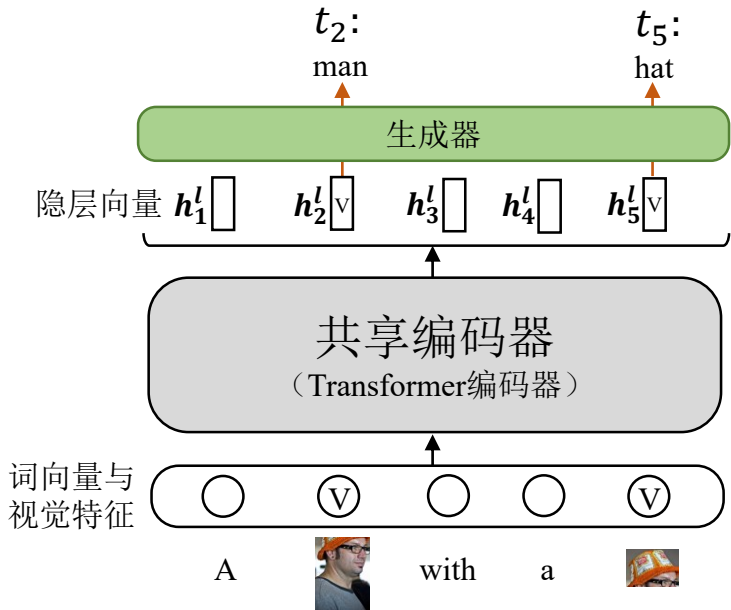 t₂: t₅:
man hat
生成器
隐层向量 h₁ˡ h₂ˡ V h₃ˡ h₄ˡ h₅ˡ V
共享编码器
（Transformer编码器）
词向量与
视觉特征
V V
A with a